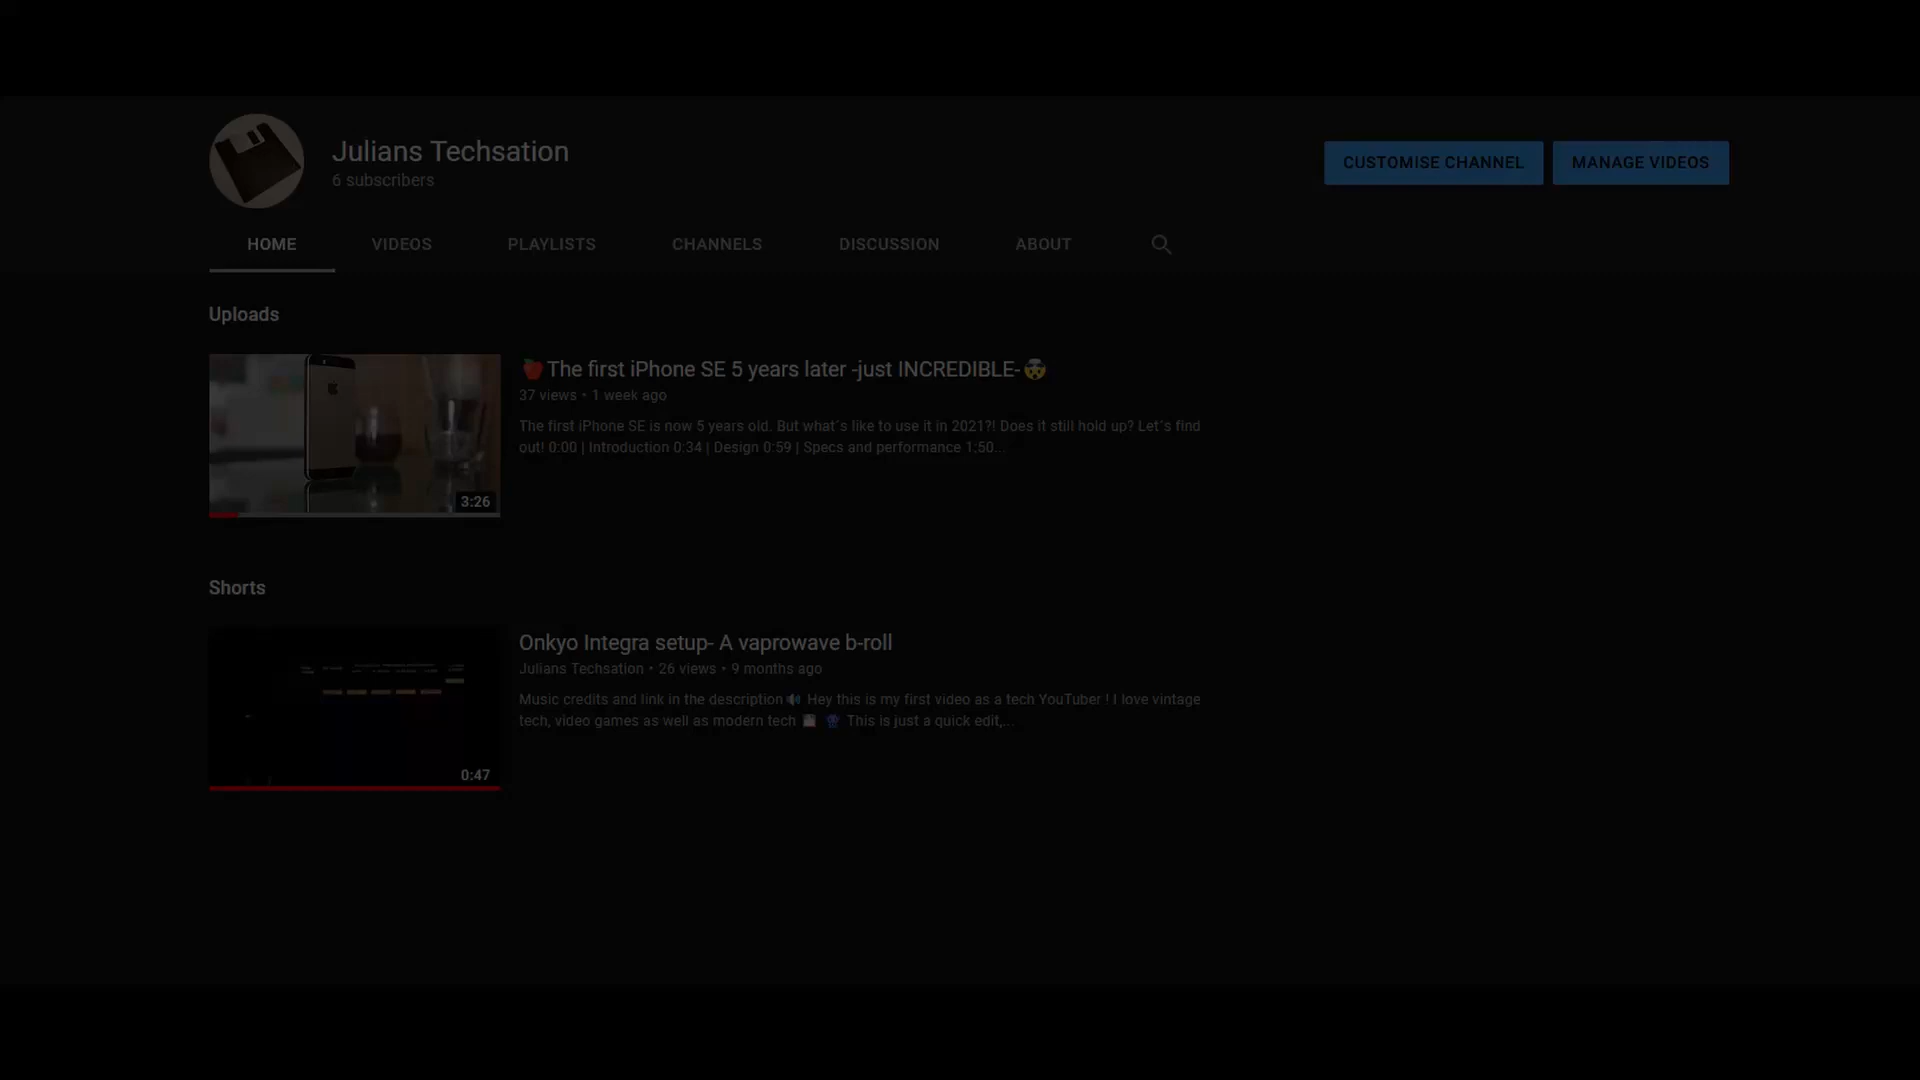 Julians Techsation
6 subscribers
CUSTOMISE CHANNEL
MANAGE VIDEOS
HOME
VIDEOS
PLAYLISTS
CHANNELS
DISCUSSION
ABOUT
Uploads
🍎The first iPhone SE 5 years later -just INCREDIBLE-🤯
37 views • 1 week ago
The first iPhone SE is now 5 years old. But what´s like to use it in 2021?! Does it still hold up? Let´s find
out! 0:00 | Introduction 0:34 | Design 0:59 | Specs and performance 1:50...
3:26
Shorts
Onkyo Integra setup- A vaprowave b-roll
Julians Techsation • 26 views • 9 months ago
Music credits and link in the description🔊 Hey this is my first video as a tech YouTuber ! I love vintage
tech, video games as well as modern tech This is just a quick edit,...
0:47